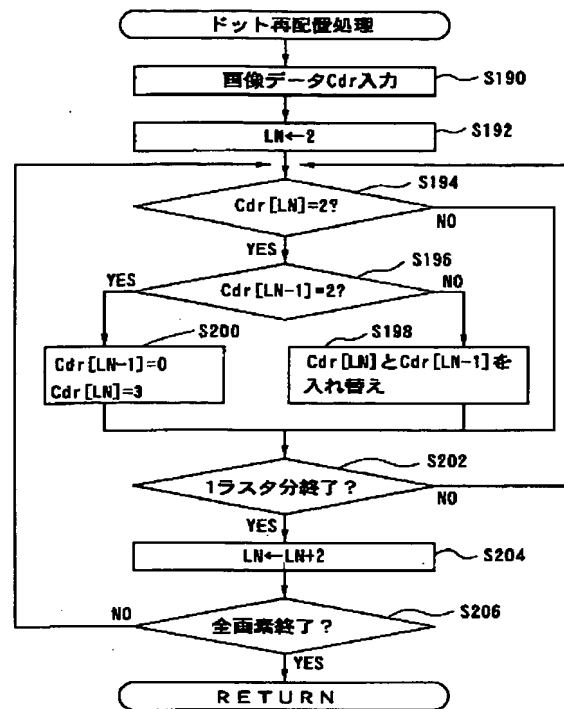 ドット再配置処理
画像データCdr入力
S190
LN←2
S192
S194
Cdr[LN]=2?
NO
YES
S196
YES
Cdr[LN-1]=2?
NO
S200
Cdr[LN-1]=0
Cdr[LN]=3
S198
Cdr[LN]とCdr[LN-1]を
入れ替え
S202
1ラスタ分終了?
NO
YES
LN←LN+2
S204
S206
NO
全画素終了?
YES
RETURN